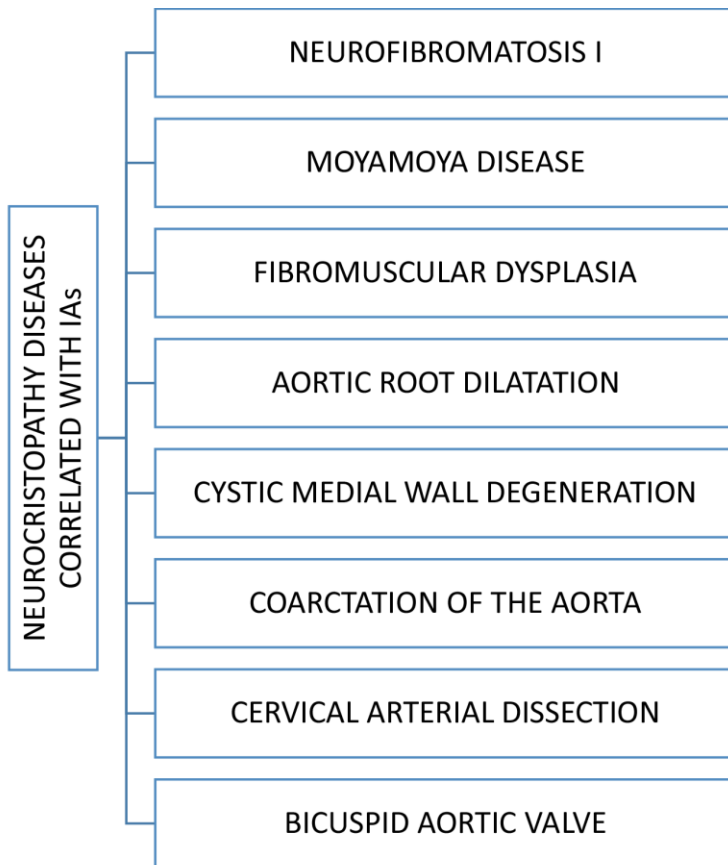 NEUROCRISTOPATHY DISEASES
CORRELATED WITH IAs
NEUROFIBROMATOSIS I
MOYAMOYA DISEASE
FIBROMUSCULAR DYSPLASIA
AORTIC ROOT DILATATION
CYSTIC MEDIAL WALL DEGENERATION
COARCTATION OF THE AORTA
CERVICAL ARTERIAL DISSECTION
BICUSPID AORTIC VALVE